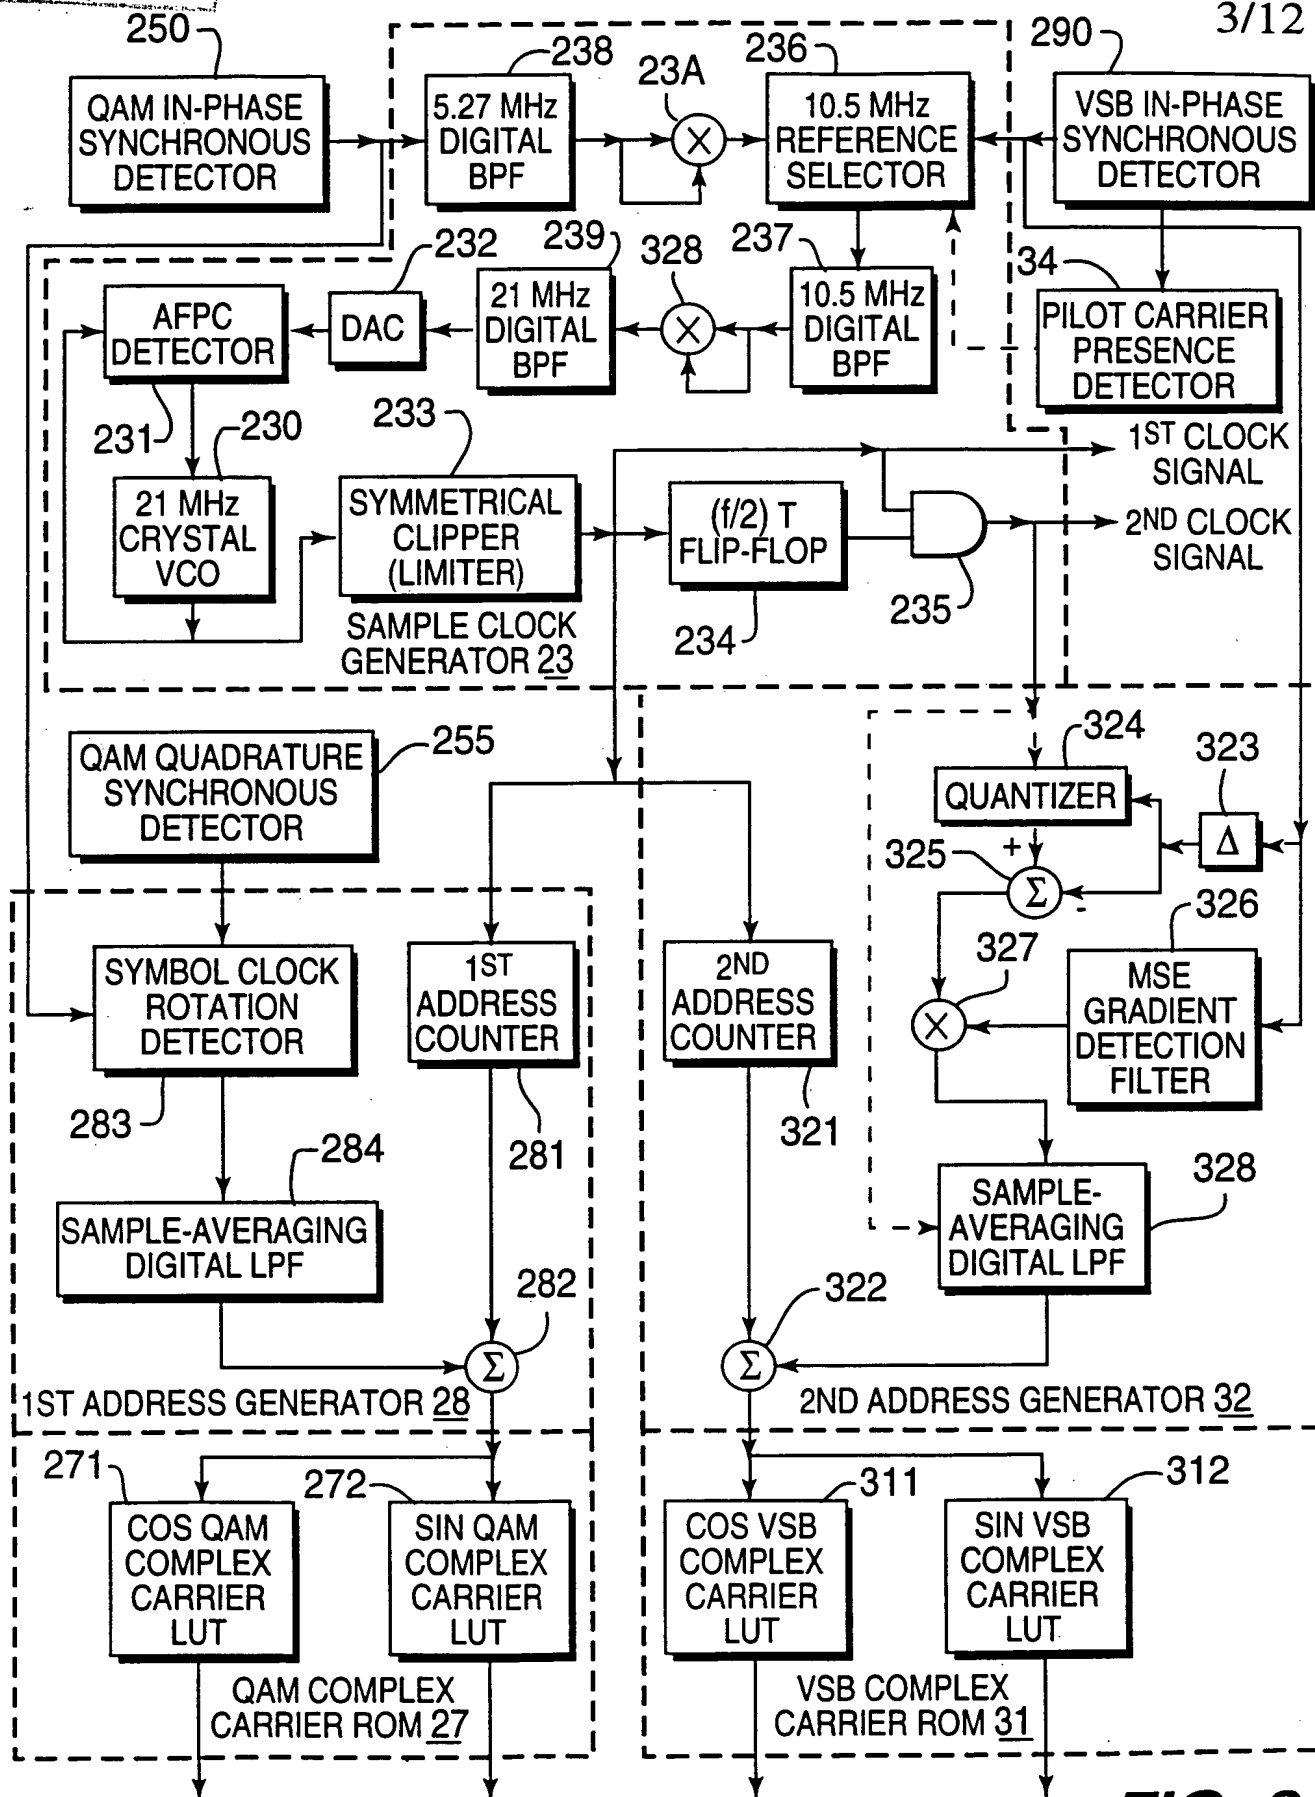 3/12
250
238
23A
236
290
QAM IN-PHASE
SYNCHRONOUS
DETECTOR
5.27 MHz
DIGITAL
BPF
X
10.5 MHz
REFERENCE
SELECTOR
VSB IN-PHASE
SYNCHRONOUS
DETECTOR
232
239
328
237
34
AFPC
DETECTOR
DAC
21 MHz
DIGITAL
BPF
X
10.5 MHz
DIGITAL
BPF
PILOT CARRIER
PRESENCE
DETECTOR
231
230
233
1ST CLOCK
SIGNAL
21 MHz
CRYSTAL
VCO
SYMMETRICAL
CLIPPER
(LIMITER)
(f/2) T
FLIP-FLOP
2ND CLOCK
SIGNAL
234
235
SAMPLE CLOCK
GENERATOR 23
255
QAM QUADRATURE
SYNCHRONOUS
DETECTOR
324
323
QUANTIZER
Δ
+
325
Σ
-
326
327
SYMBOL CLOCK
ROTATION
DETECTOR
1ST
ADDRESS
COUNTER
2ND
ADDRESS
COUNTER
X
MSE
GRADIENT
DETECTION
FILTER
283
281
321
284
328
SAMPLE-AVERAGING
DIGITAL LPF
SAMPLE-
AVERAGING
DIGITAL LPF
282
322
Σ
Σ
1ST ADDRESS GENERATOR 28
2ND ADDRESS GENERATOR 32
271
272
311
312
COS QAM
COMPLEX
CARRIER
LUT
SIN QAM
COMPLEX
CARRIER
LUT
COS VSB
COMPLEX
CARRIER
LUT
SIN VSB
COMPLEX
CARRIER
LUT
QAM COMPLEX
CARRIER ROM 27
VSB COMPLEX
CARRIER ROM 31